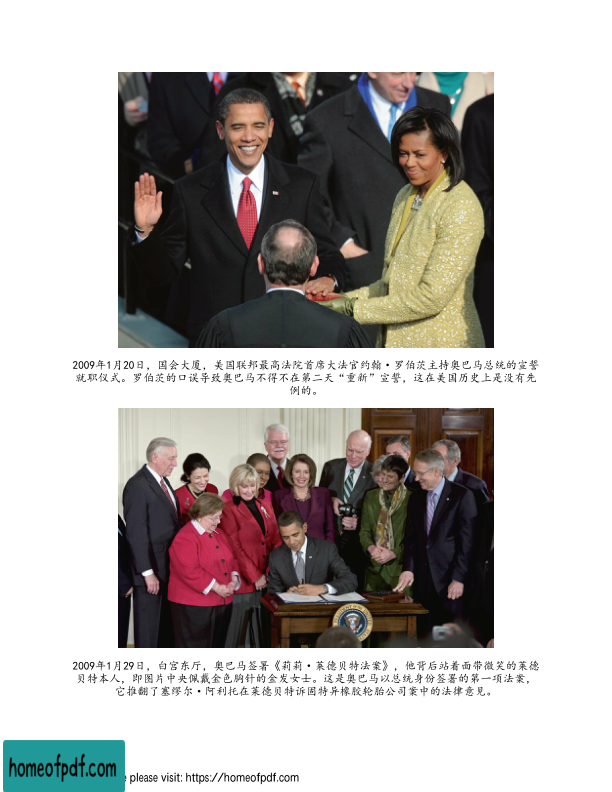 2009年1月20日，国会大厦，美国联邦最高法院首席大法官约翰·罗伯茨主持奥巴马总统的宣誓
就职仪式。罗伯茨的口误导致奥巴马不得不在第二天“重新”宣誓，这在美国历史上是没有先
例的。
2009年1月29日，白宫东厅，奥巴马签署《莉莉·莱德贝特法案》，他背后站着面带微笑的莱德
贝特本人，即图片中央佩戴金色胸针的金发女士。这是奥巴马以总统身份签署的第一项法案，
它推翻了塞缪尔·阿利托在莱德贝特诉固特异橡胶轮胎公司案中的法律意见。
homeofpdf.com
please visit: https://homeofpdf.com